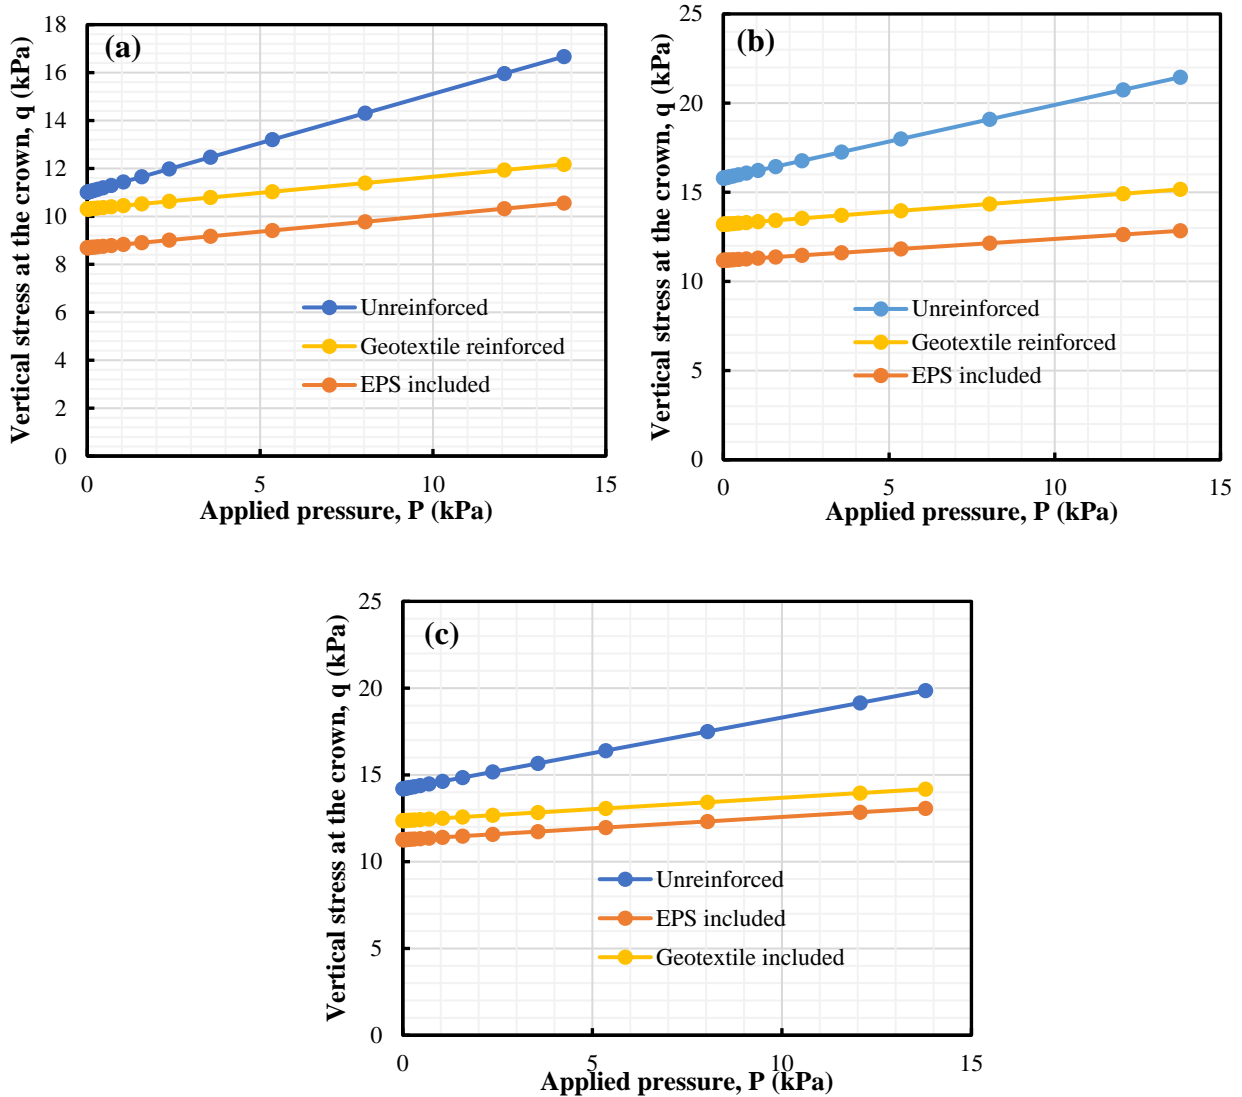 (a)
Vertical stress at the crown, q (kPa)
18
16
14
12
10
8
6
4
2
0
Unreinforced
Geotextile reinforced
EPS included
0 5 10 15
Applied pressure, P (kPa)
(b)
Vertical stress at the crown, q (kPa)
25
20
15
10
5
0
Unreinforced
Geotextile reinforced
EPS included
0 5 10 15
Applied pressure, P (kPa)
(c)
Vertical stress at the crown, q (kPa)
25
20
15
10
5
0
Unreinforced
EPS included
Geotextile included
0 5 10 15
Applied pressure, P (kPa)